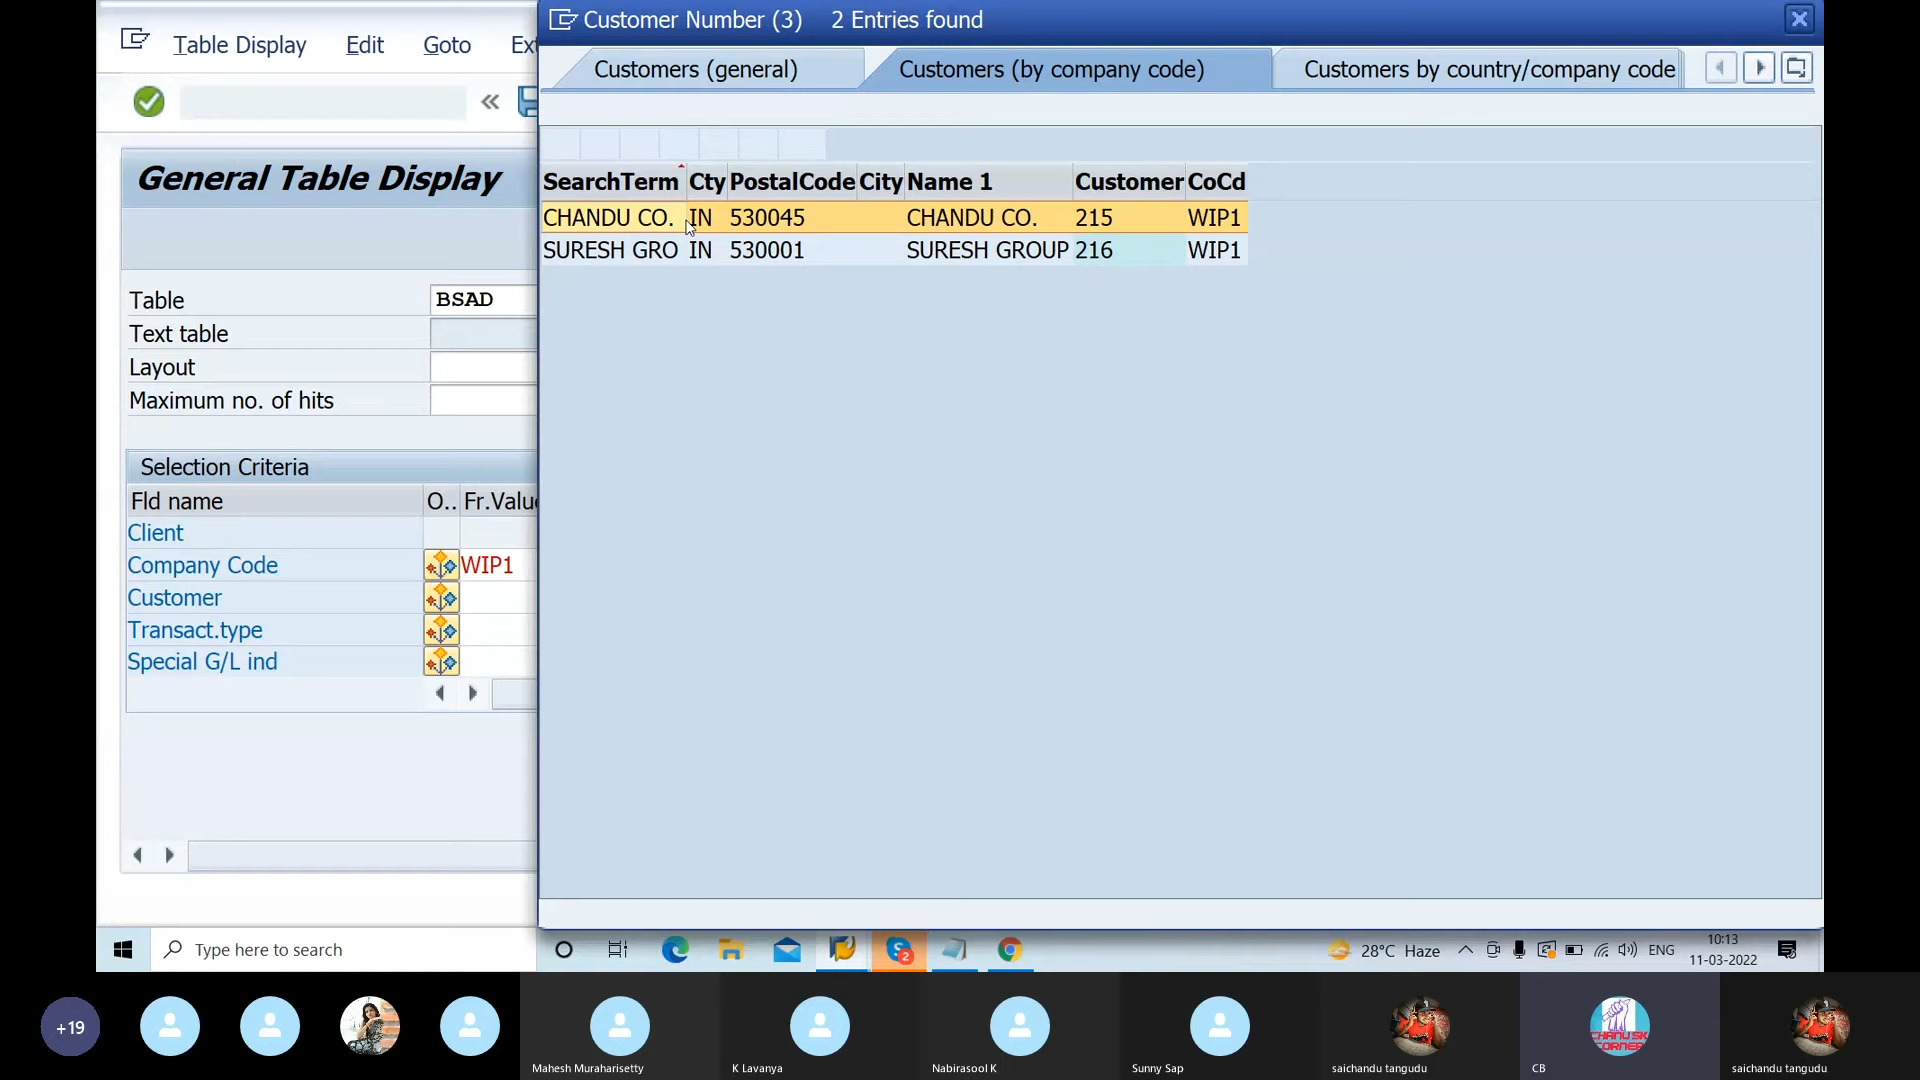 Customer Number (3) 2 Entries found
Table Display Edit Goto
Customers (general) Customers (by company code) Customers by country/company code
General Table Display
SearchTerm Cty PostalCode City Name 1 Customer CoCd
CHANDU CO. IN 530045 CHANDU CO. 215 WIP1
SURESH GRO IN 530001 SURESH GROUP 216 WIP1
Table BSAD
Text table
Layout
Maximum no. of hits
Selection Criteria
Fld name O.. Fr.Value
Client
Company Code WIP1
Customer
Transact.type
Special G/L ind
Type here to search
2
28°C Haze
ENG
10:13
11-03-2022
+19
CHANU SK
CORNER
Mahesh Muraharisetty
K Lavanya
Nabirasool K
Sunny Sap
saichandu tangudu
CB
saichandu tangudu